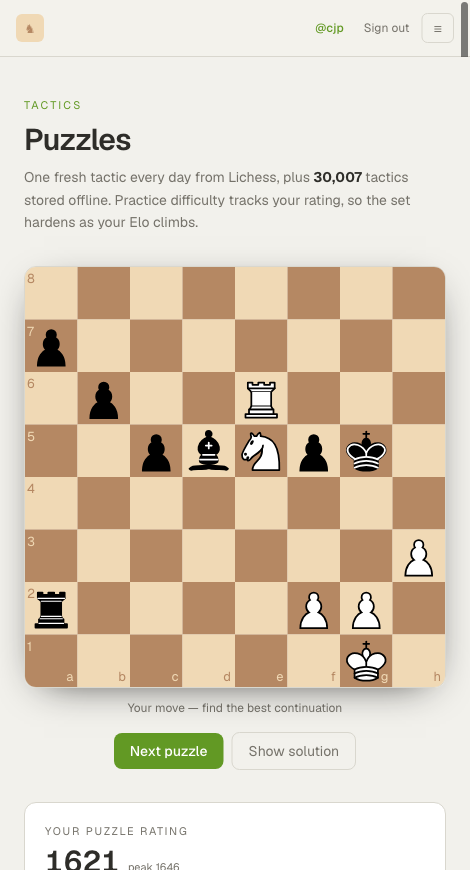 @cjp Sign out
TACTICS
Puzzles
One fresh tactic every day from Lichess, plus 30,007 tactics
stored offline. Practice difficulty tracks your rating, so the set
hardens as your Elo climbs.
8
7
6
5
4
3
2
1
a b c d e f g h
Your move — find the best continuation
Next puzzle Show solution
YOUR PUZZLE RATING
1621 peak 1646